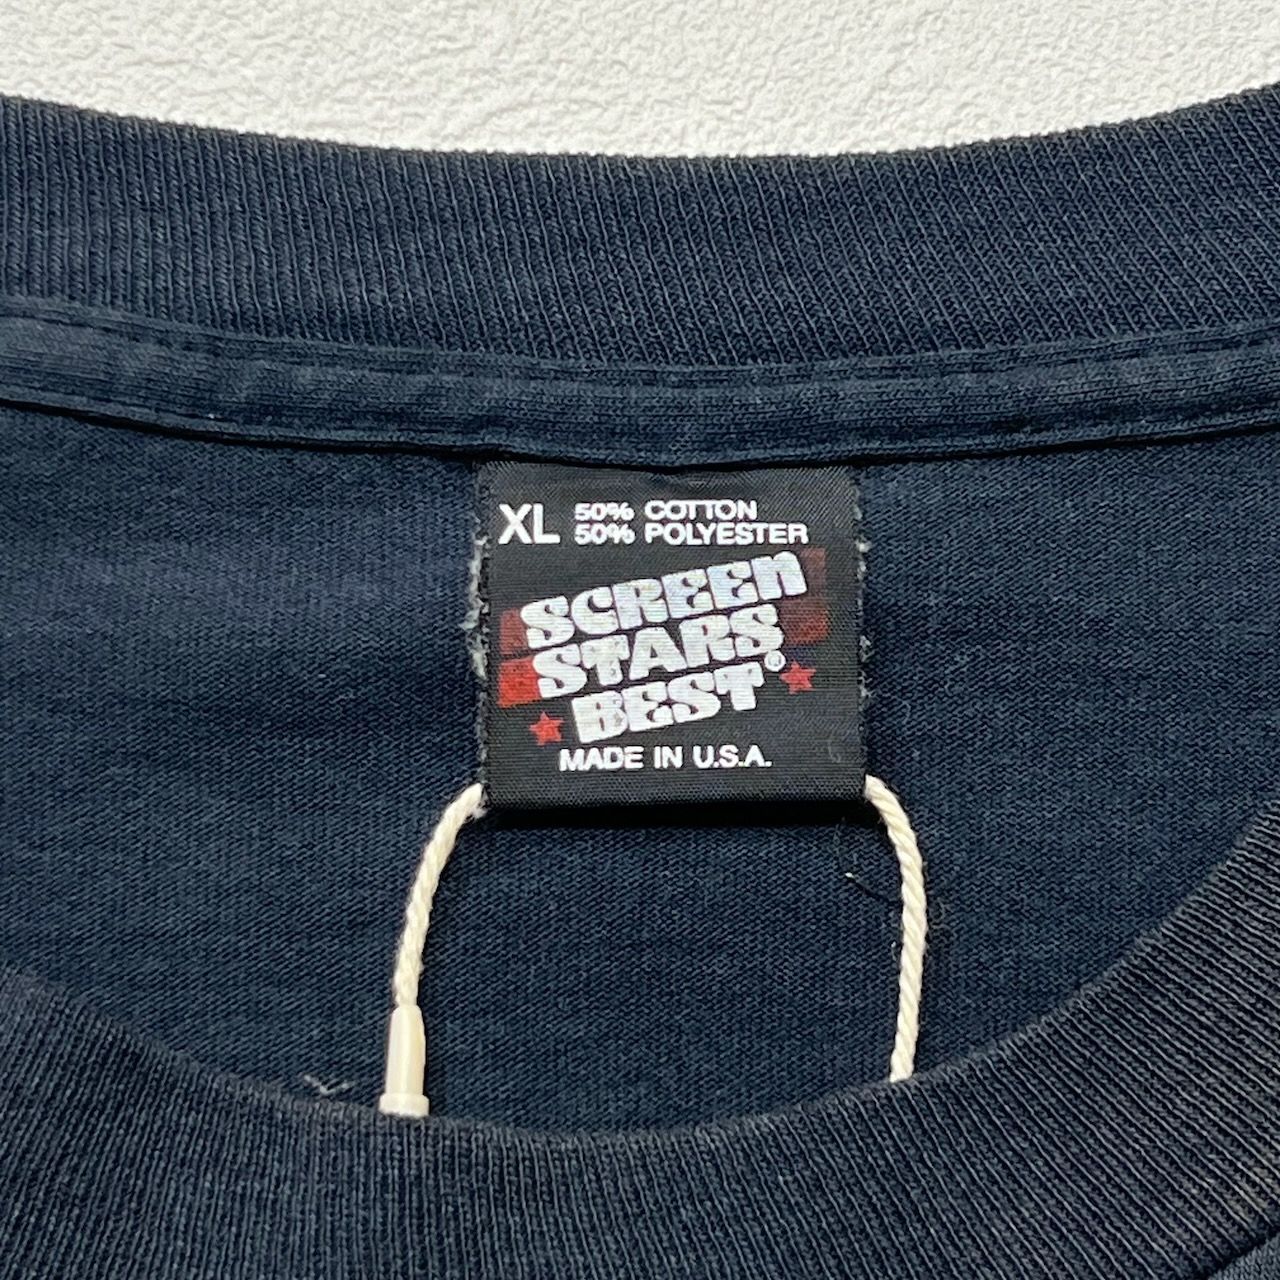 XL 50% COTTON
50% POLYESTER
SCREEN
STARS
BEST®
MADE IN U.S.A.